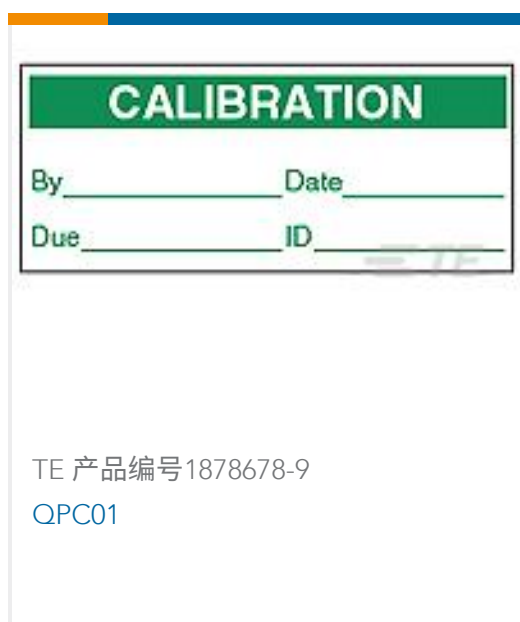 CALIBRATION
By Date
Due ID
TE
TE 产品编号1878678-9
QPC01